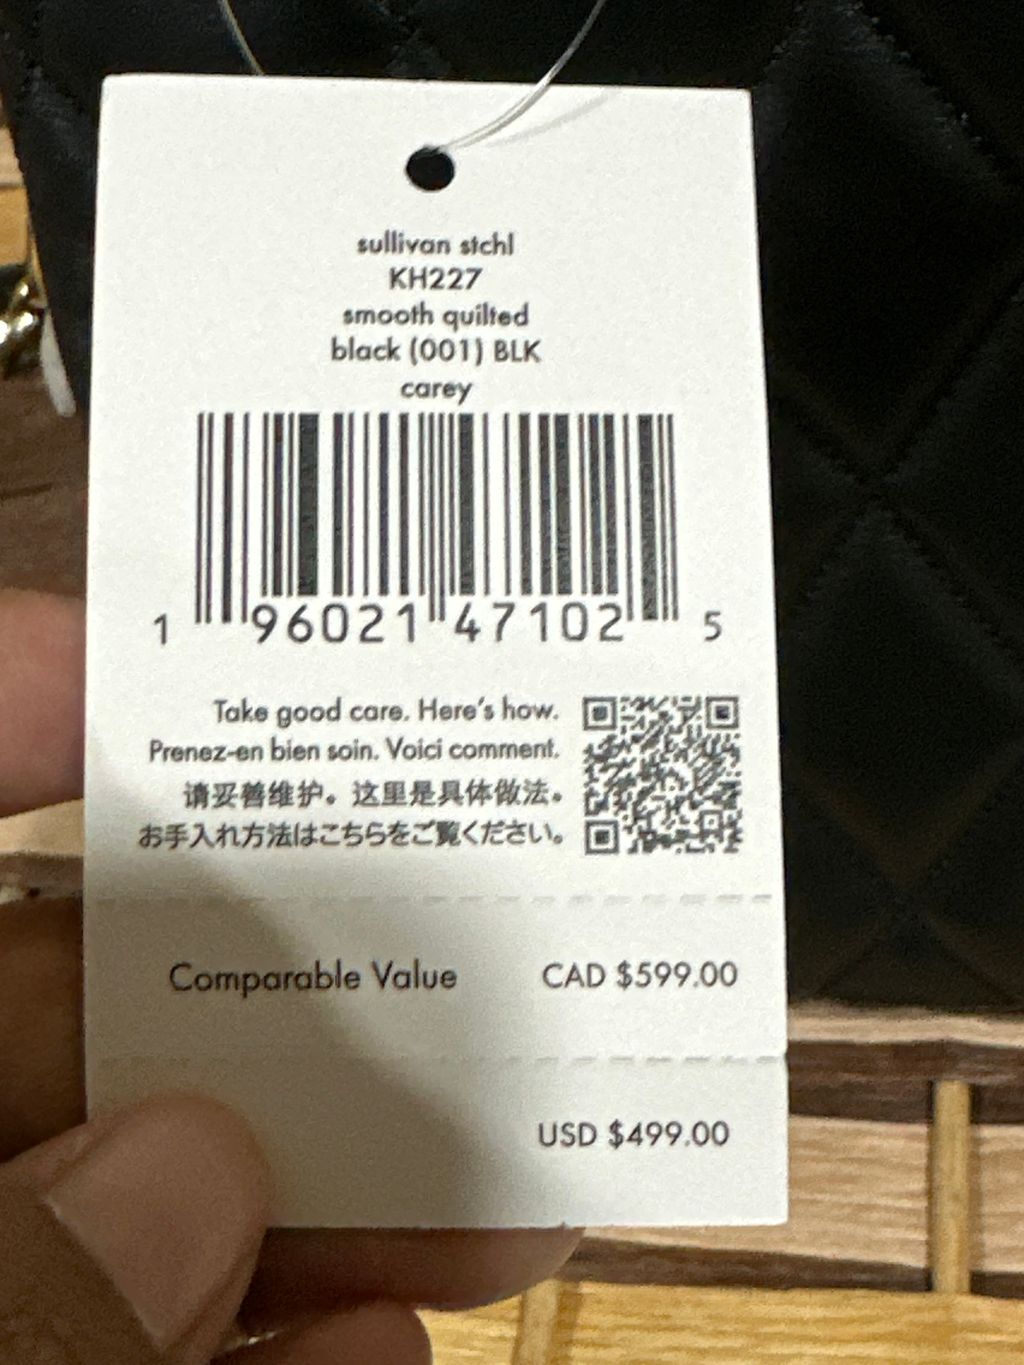 sullivan stchl
KH227
smooth quilted
black (001) BLK
carey
1 96021 47102 5
Take good care. Here's how.
Prenez-en bien soin. Voici comment.
请妥善维护。这里是具体做法。
お手入れ方法はこちらをご覧ください。
Comparable Value CAD $599.00
USD $499.00